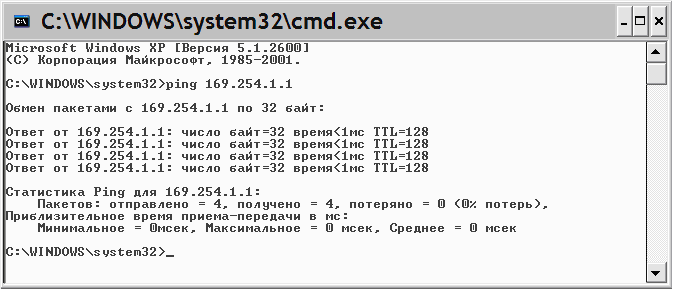 C:\WINDOWS\system32\cmd.exe
Microsoft Windows XP [Версия 5.1.2600]
(С) Корпорация Майкрософт, 1985-2001.
C:\WINDOWS\system32>ping 169.254.1.1
Обмен пакетами с 169.254.1.1 по 32 байт:
Ответ от 169.254.1.1: число байт=32 время<1мс TTL=128
Ответ от 169.254.1.1: число байт=32 время<1мс TTL=128
Ответ от 169.254.1.1: число байт=32 время<1мс TTL=128
Ответ от 169.254.1.1: число байт=32 время<1мс TTL=128
Статистика Ping для 169.254.1.1:
Пакетов: отправлено = 4, получено = 4, потеряно = 0 (0% потерь),
Приблизительное время приема-передачи в мс:
Минимальное = 0мсек, Максимальное = 0 мсек, Среднее = 0 мсек
C:\WINDOWS\system32>_